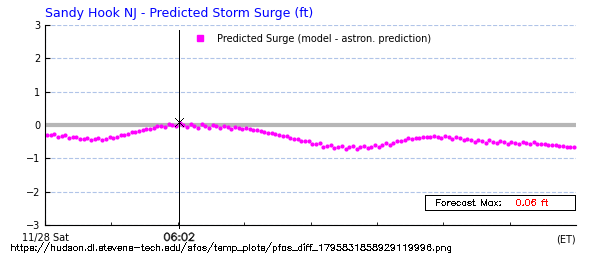 Sandy Hook NJ - Predicted Storm Surge (ft)
3
Predicted Surge (model - astron. prediction)
2
1
0
−1
−2
Forecast Max: 0.06 ft
−3
11/28 Sat 06:02 (ET)
https://hudson.dl.stevens-tech.edu/sfas/temp_plots/pfas_diff_1795831858929119996.png